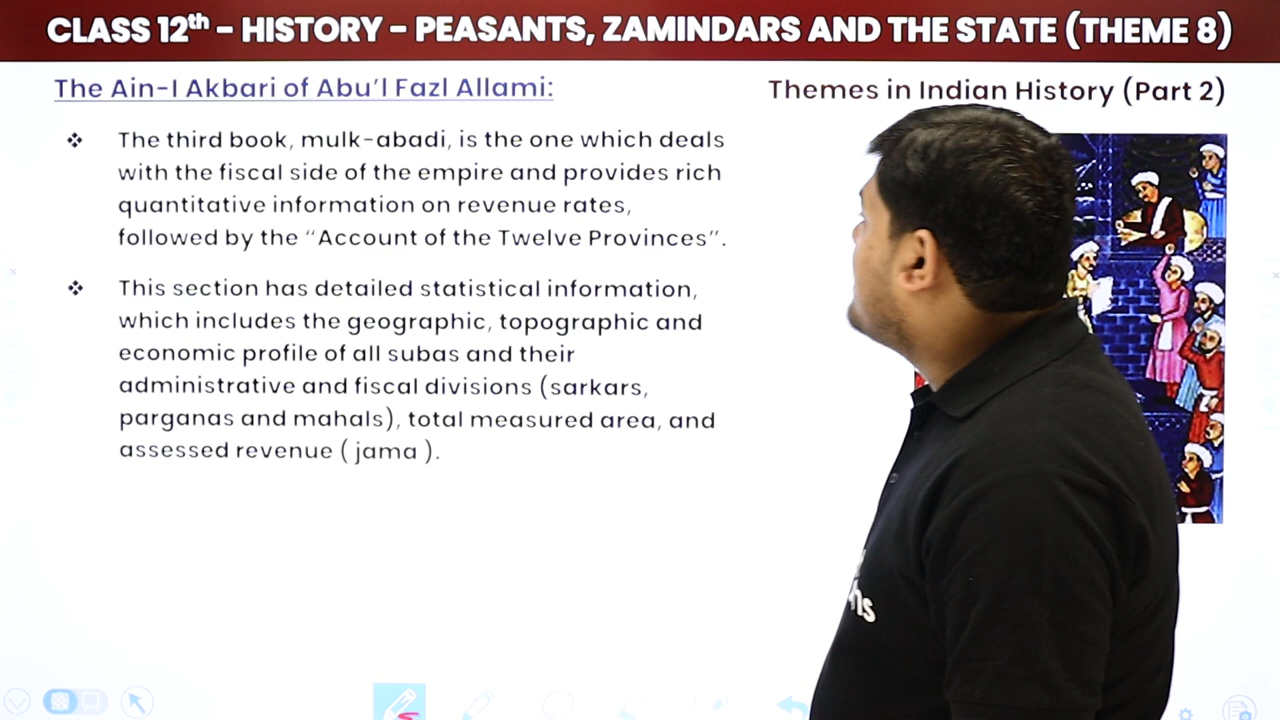 CLASS 12th – HISTORY – PEASANTS, ZAMINDARS AND THE STATE (THEME 8)
The Ain-I Akbari of Abu'l Fazl Allami:
Themes in Indian History (Part 2)
❖ The third book, mulk-abadi, is the one which deals
with the fiscal side of the empire and provides rich
quantitative information on revenue rates,
followed by the “Account of the Twelve Provinces”.
❖ This section has detailed statistical information,
which includes the geographic, topographic and
economic profile of all subas and their
administrative and fiscal divisions (sarkars,
parganas and mahals), total measured area, and
assessed revenue ( jama ).